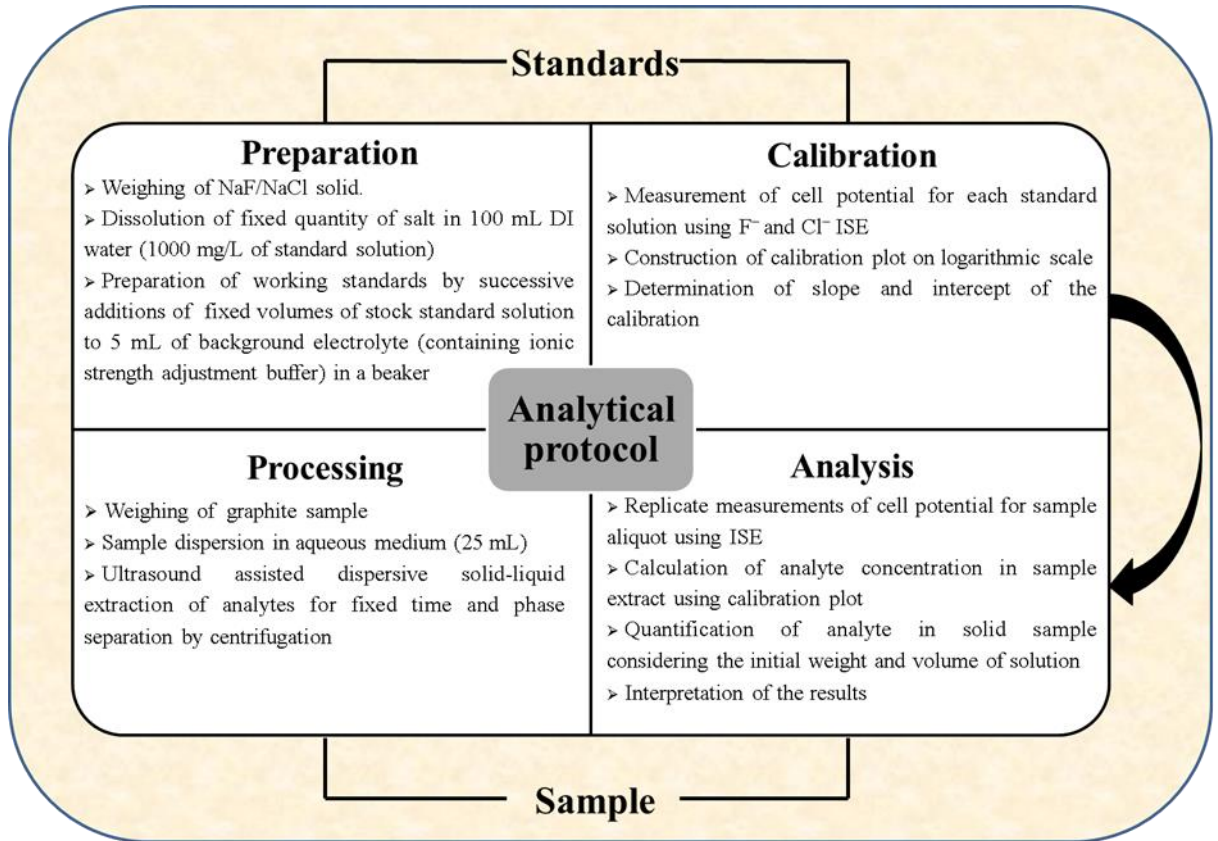 Standards
Preparation
➢ Weighing of NaF/NaCl solid.
➢ Dissolution of fixed quantity of salt in 100 mL DI
water (1000 mg/L of standard solution)
➢ Preparation of working standards by successive
additions of fixed volumes of stock standard solution
to 5 mL of background electrolyte (containing ionic
strength adjustment buffer) in a beaker
Calibration
➢ Measurement of cell potential for each standard
solution using F⁻ and Cl⁻ ISE
➢ Construction of calibration plot on logarithmic scale
➢ Determination of slope and intercept of the
calibration
Analytical
protocol
Processing
➢ Weighing of graphite sample
➢ Sample dispersion in aqueous medium (25 mL)
➢ Ultrasound assisted dispersive solid-liquid
extraction of analytes for fixed time and phase
separation by centrifugation
Analysis
➢ Replicate measurements of cell potential for sample
aliquot using ISE
➢ Calculation of analyte concentration in sample
extract using calibration plot
➢ Quantification of analyte in solid sample
considering the initial weight and volume of solution
➢ Interpretation of the results
Sample